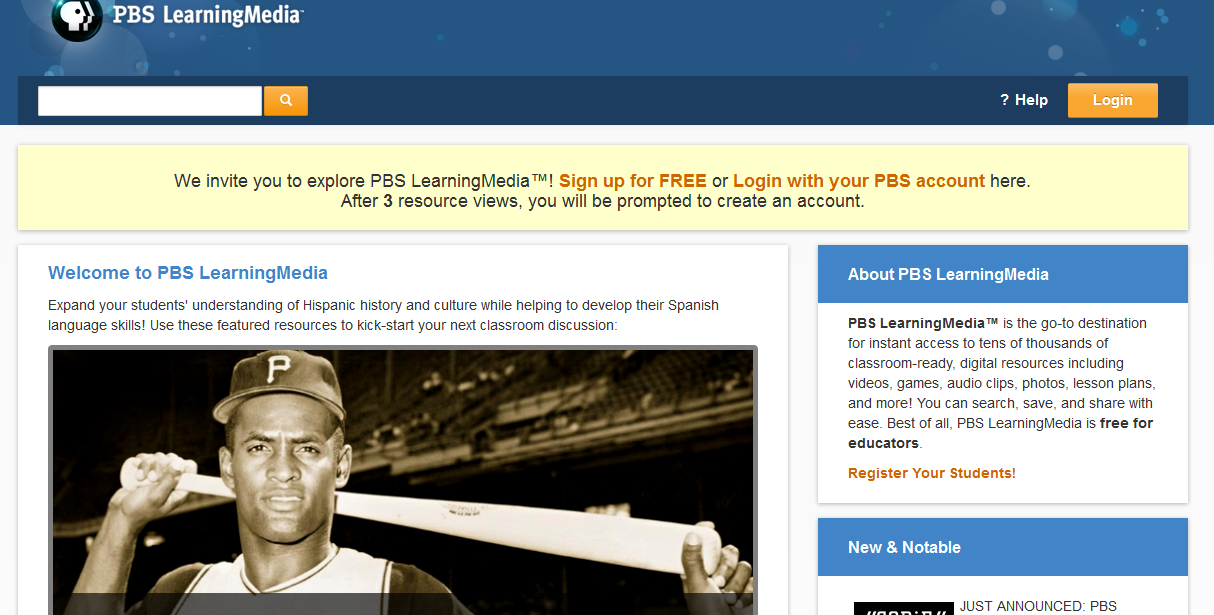 PBS LearningMedia™
? Help
Login
We invite you to explore PBS LearningMedia™! Sign up for FREE or Login with your PBS account here.
After 3 resource views, you will be prompted to create an account.
Welcome to PBS LearningMedia
Expand your students' understanding of Hispanic history and culture while helping to develop their Spanish
language skills! Use these featured resources to kick-start your next classroom discussion:
P
About PBS LearningMedia
PBS LearningMedia™ is the go-to destination
for instant access to tens of thousands of
classroom-ready, digital resources including
videos, games, audio clips, photos, lesson plans,
and more! You can search, save, and share with
ease. Best of all, PBS LearningMedia is free for
educators.
Register Your Students!
New & Notable
JUST ANNOUNCED: PBS